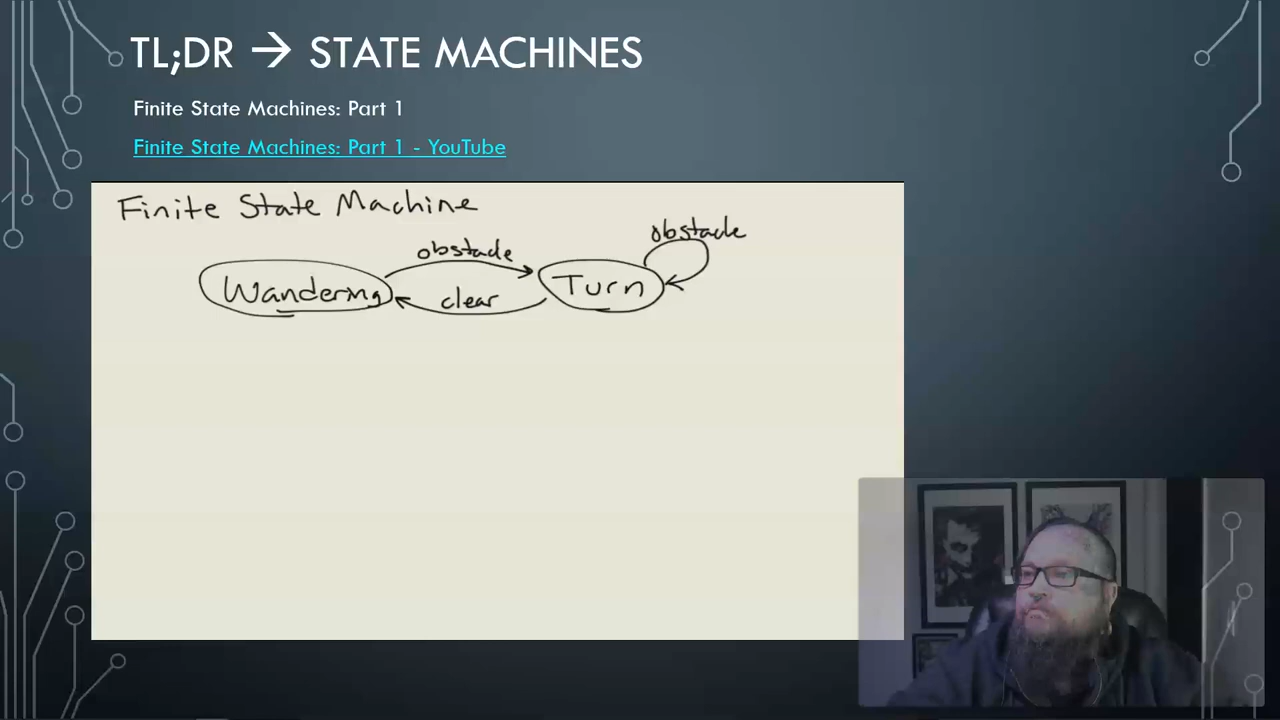 TL;DR → STATE MACHINES
Finite State Machines: Part 1
Finite State Machines: Part 1 - YouTube
Finite State Machine
obstacle
obstacle
Wandering
Turn
clear